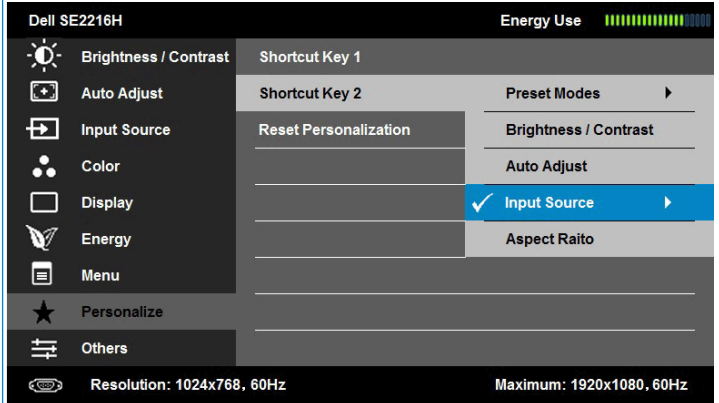 Dell SE2216H Energy Use
Brightness / Contrast Shortcut Key 1
Auto Adjust Shortcut Key 2 Preset Modes
Input Source Reset Personalization Brightness / Contrast
Color Auto Adjust
Display Input Source
Energy Aspect Raito
Menu
Personalize
Others
Resolution: 1024x768, 60Hz Maximum: 1920x1080, 60Hz